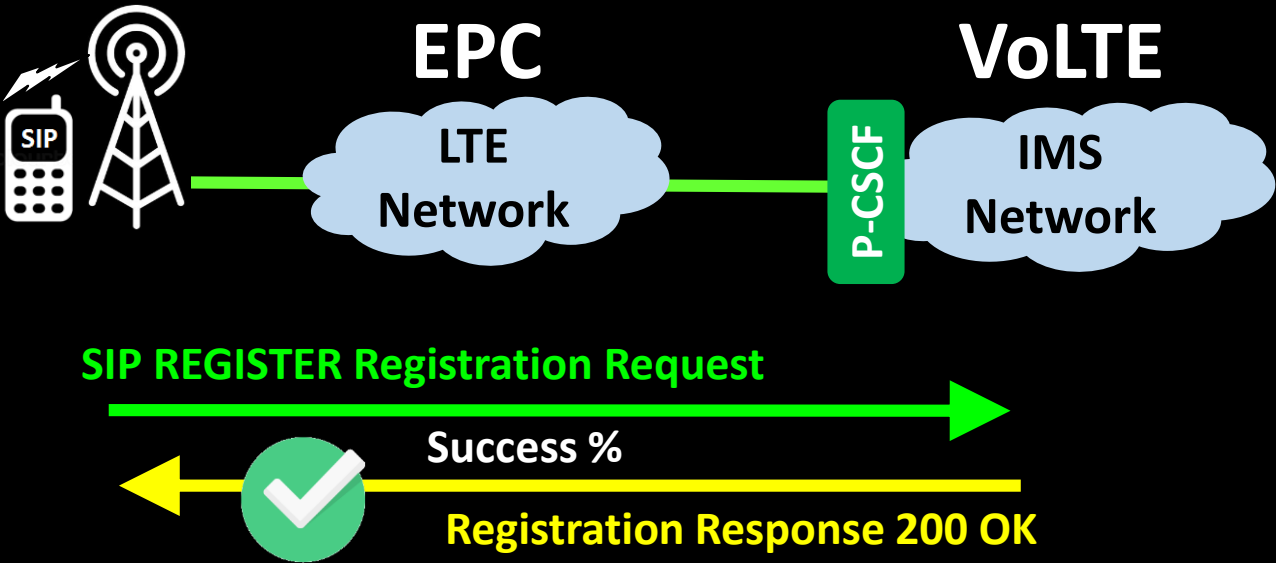 EPC
VoLTE
SIP
LTE
Network
P-CSCF
IMS
Network
SIP REGISTER Registration Request
Success %
Registration Response 200 OK